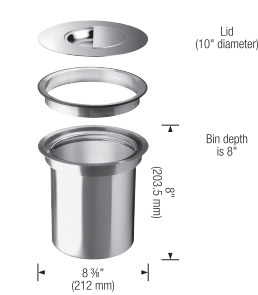 Lid
(10" diameter)
Bin depth
is 8"
8"
(203.5 mm)
8 ⅜"
(212 mm)